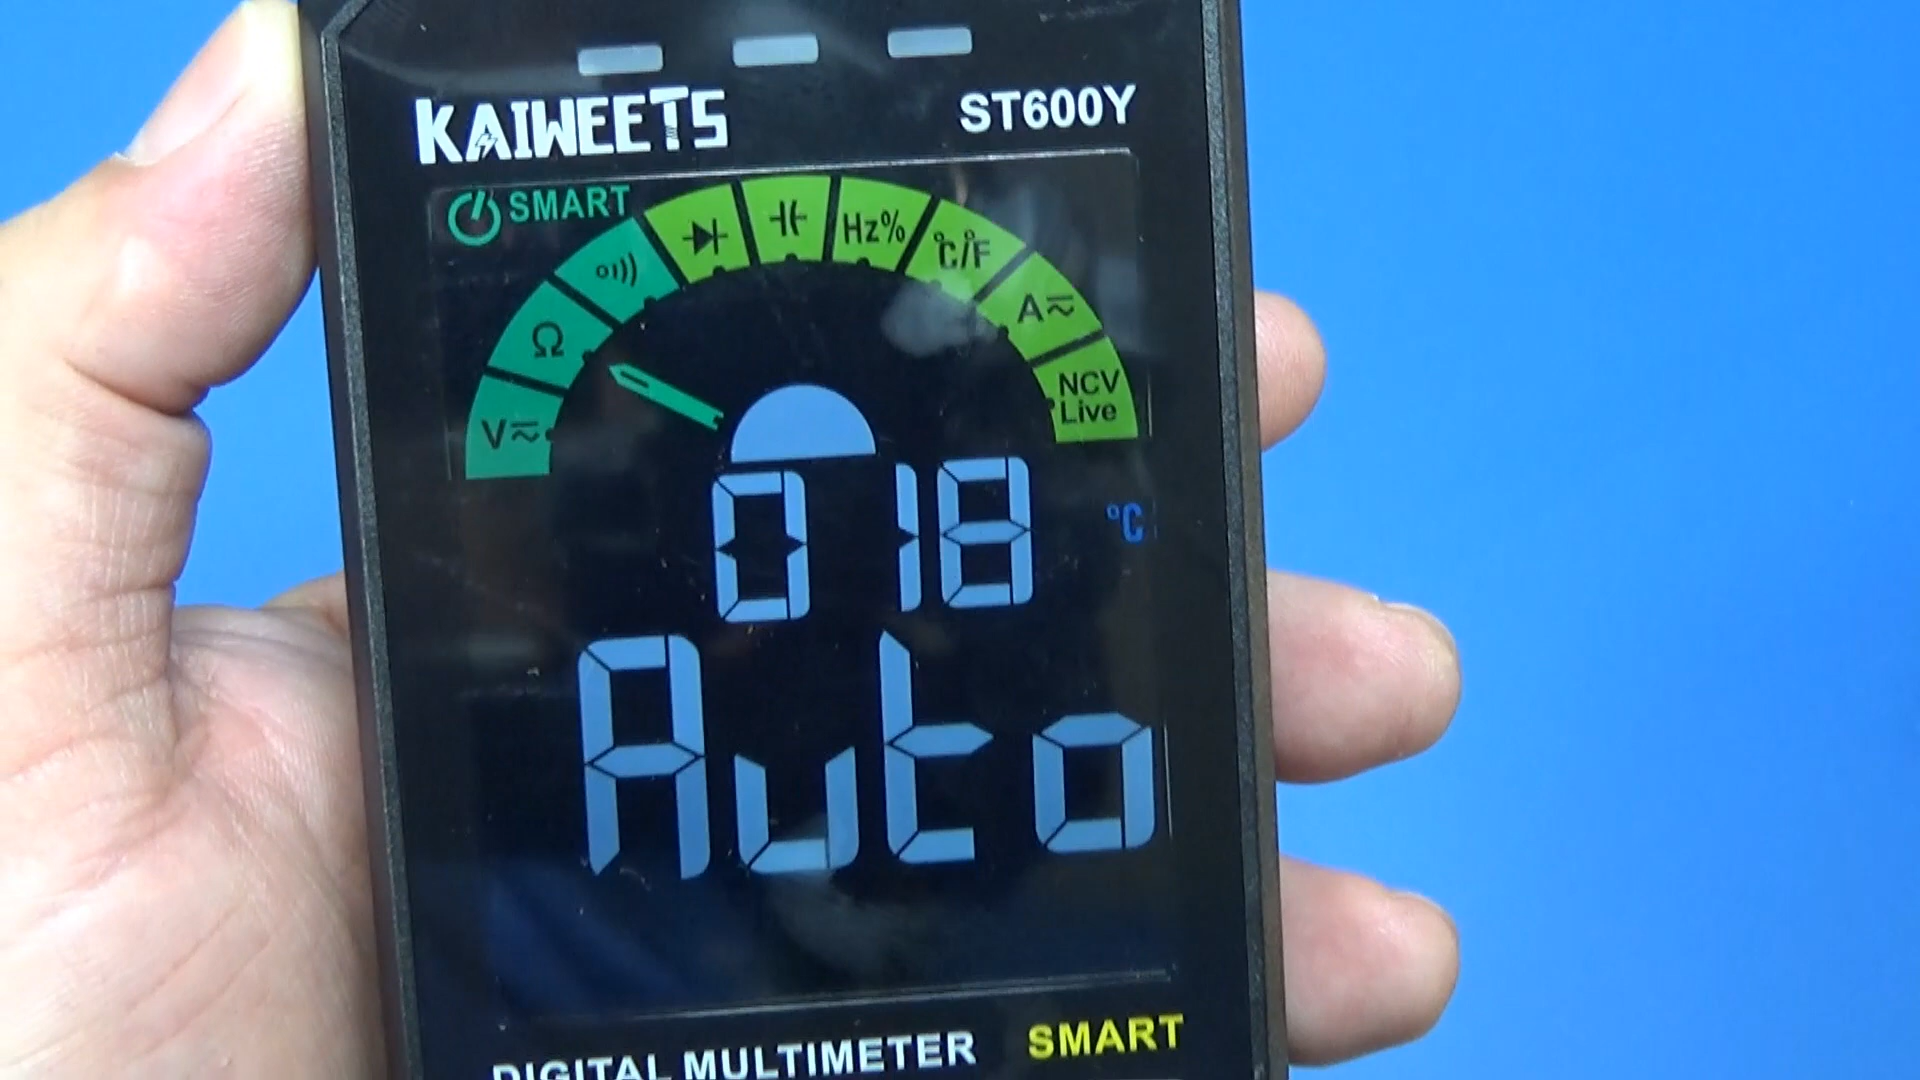 KAIWEETS ST600Y
SMART
Hz%
°C/°F
Ω
A
V
NCV
Live
018 °C
Auto
DIGITAL MULTIMETER SMART